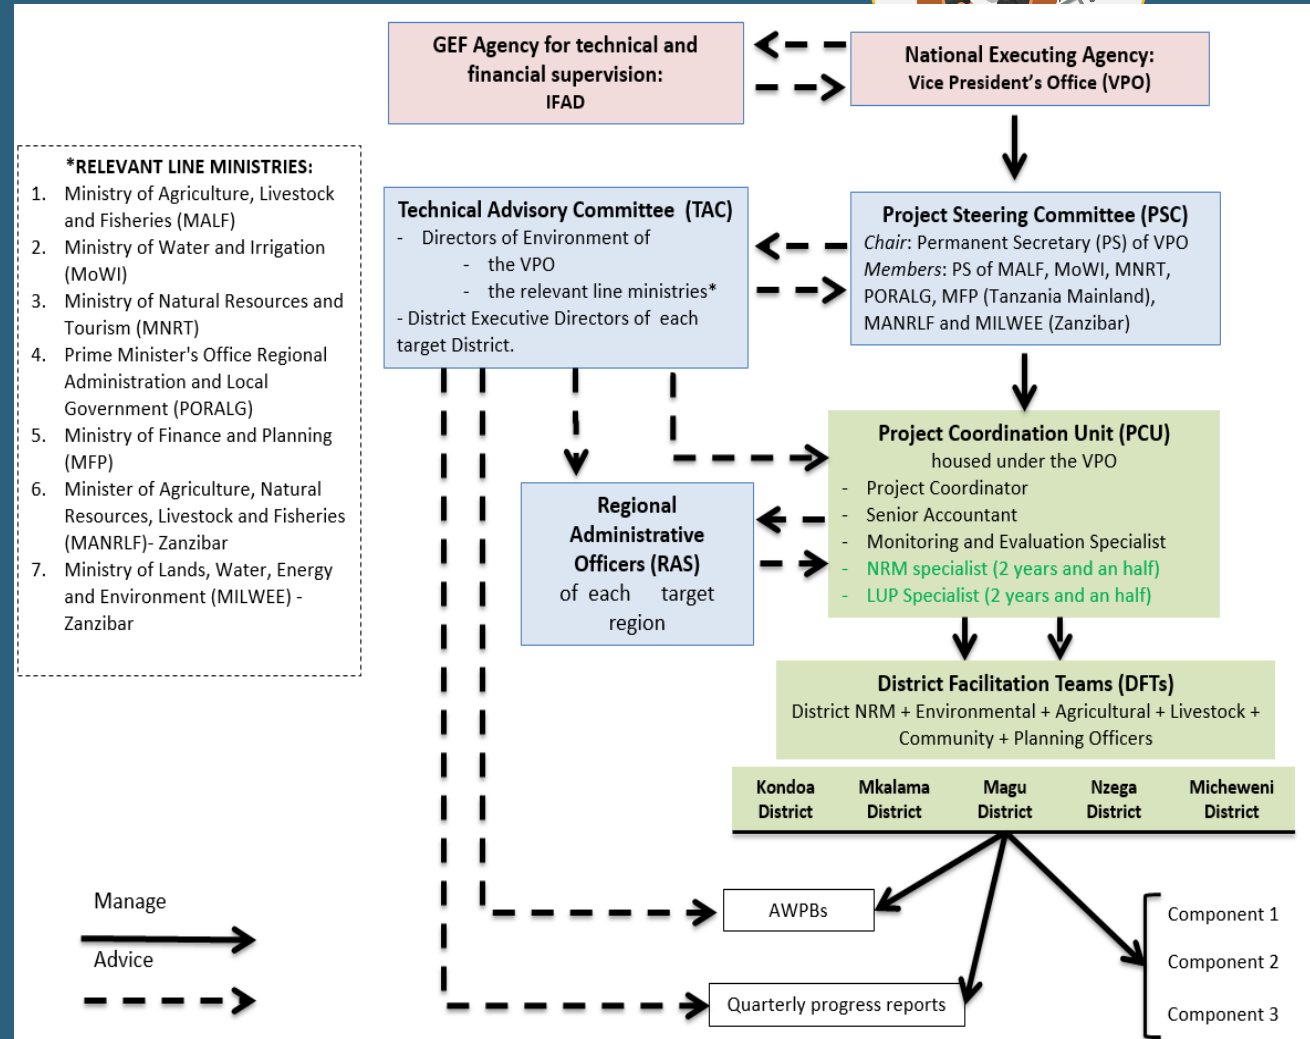 GEF Agency for technical and
financial supervision:
IFAD
National Executing Agency:
Vice President's Office (VPO)
*RELEVANT LINE MINISTRIES:
1. Ministry of Agriculture, Livestock
and Fisheries (MALF)
2. Ministry of Water and Irrigation
(MoWI)
3. Ministry of Natural Resources and
Tourism (MNRT)
4. Prime Minister's Office Regional
Administration and Local
Government (PORALG)
5. Ministry of Finance and Planning
(MFP)
6. Minister of Agriculture, Natural
Resources, Livestock and Fisheries
(MANRLF)- Zanzibar
7. Ministry of Lands, Water, Energy
and Environment (MILWEE) -
Zanzibar
Technical Advisory Committee (TAC)
- Directors of Environment of
- the VPO
- the relevant line ministries*
- District Executive Directors of each
target District.
Project Steering Committee (PSC)
Chair: Permanent Secretary (PS) of VPO
Members: PS of MALF, MoWI, MNRT,
PORALG, MFP (Tanzania Mainland),
MANRLF and MILWEE (Zanzibar)
Project Coordination Unit (PCU)
housed under the VPO
- Project Coordinator
- Senior Accountant
- Monitoring and Evaluation Specialist
- NRM specialist (2 years and an half)
- LUP Specialist (2 years and an half)
Regional
Administrative
Officers (RAS)
of each target
region
District Facilitation Teams (DFTs)
District NRM + Environmental + Agricultural + Livestock +
Community + Planning Officers
Kondoa
District
Mkalama
District
Magu
District
Nzega
District
Micheweni
District
Manage
Advice
AWPBs
Quarterly progress reports
Component 1
Component 2
Component 3